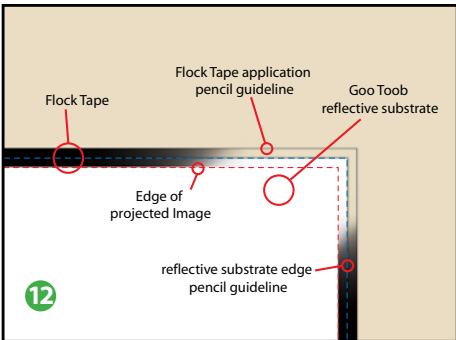 Flock Tape application
pencil guideline
Flock Tape
Goo Toob
reflective substrate
Edge of
projected Image
reflective substrate edge
pencil guideline
12